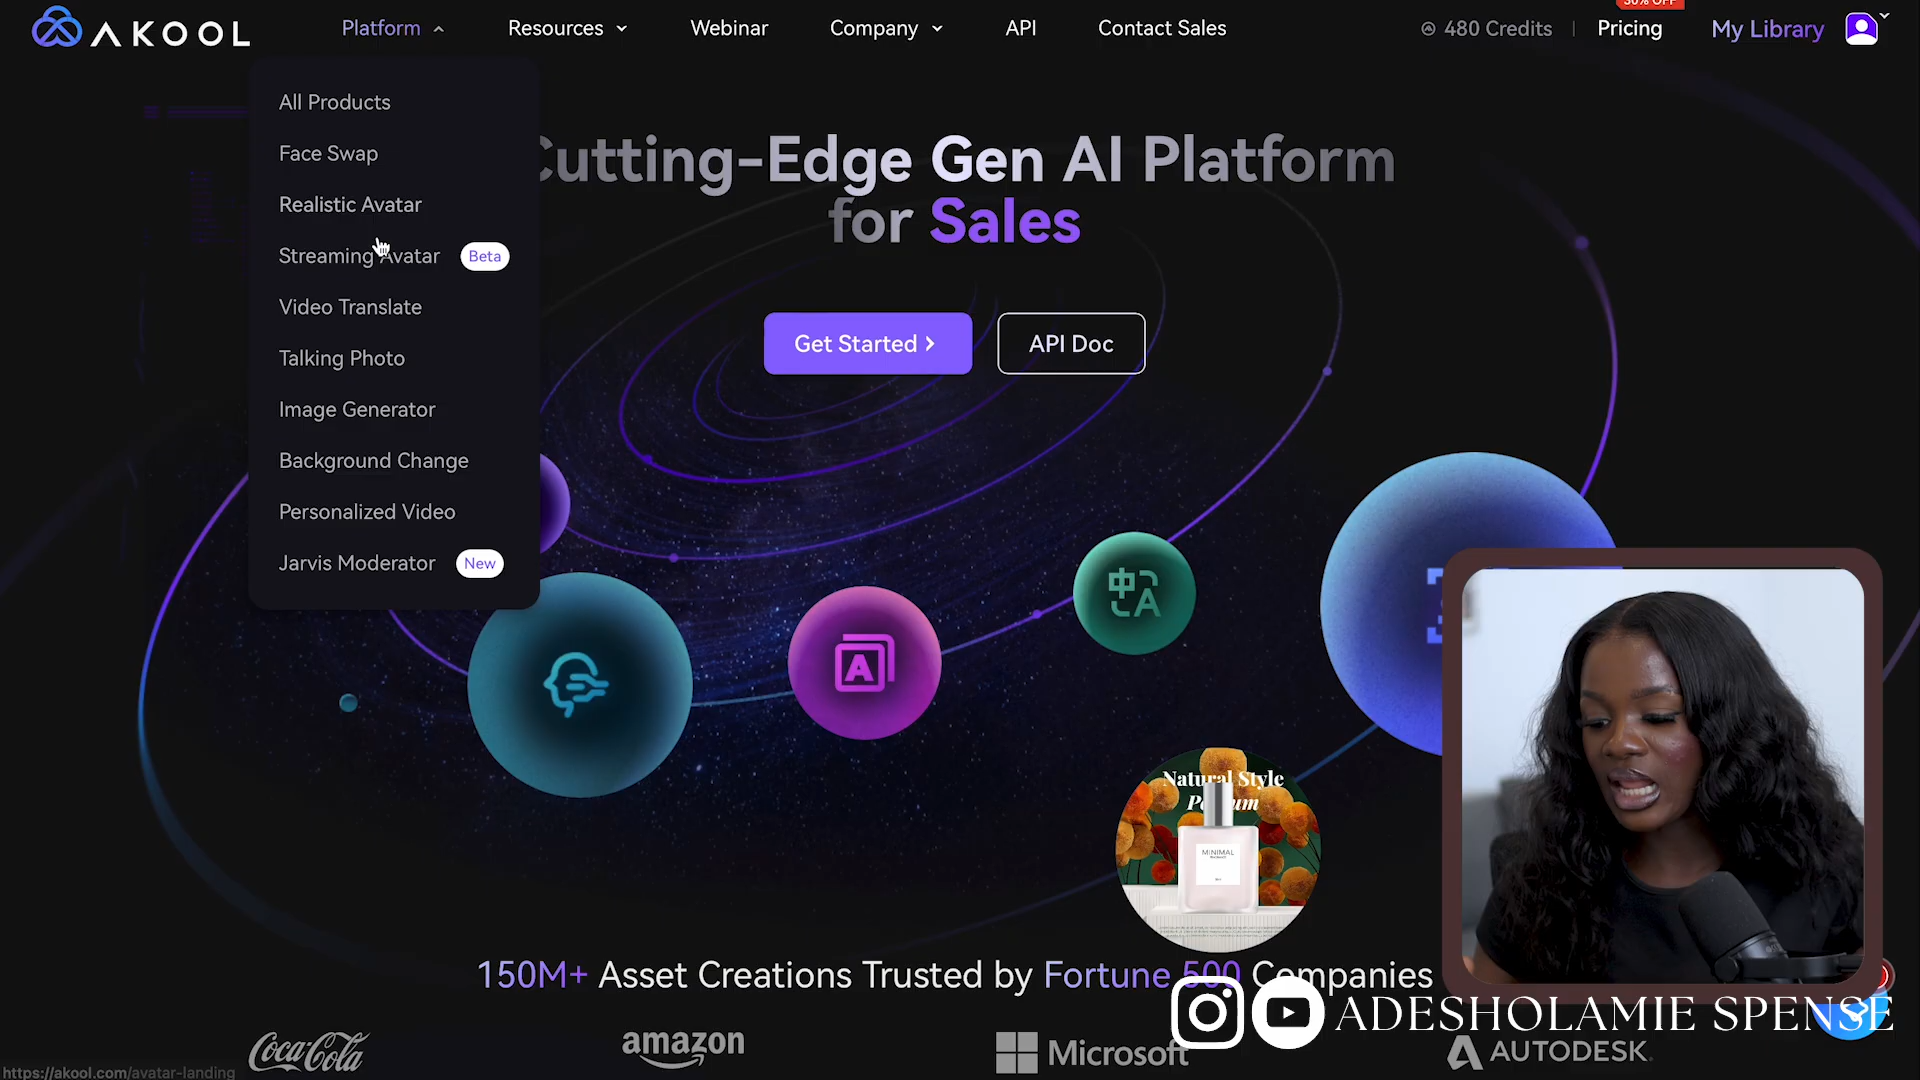 AKOOL
Platform
Resources
Webinar
Company
API
Contact Sales
480 Credits
Pricing
My Library
All Products
Face Swap
Realistic Avatar
Streaming Avatar Beta
Video Translate
Talking Photo
Image Generator
Background Change
Personalized Video
Jarvis Moderator New
Cutting-Edge Gen AI Platform
for Sales
Get Started
API Doc
中
A
A
Natural Style
MINIMAL
150M+ Asset Creations Trusted by Fortune 500 Companies
ADESHOLAMIE SPENSE
Coca-Cola
amazon
Microsoft
AUTODESK
https://akool.com/avatar-landing